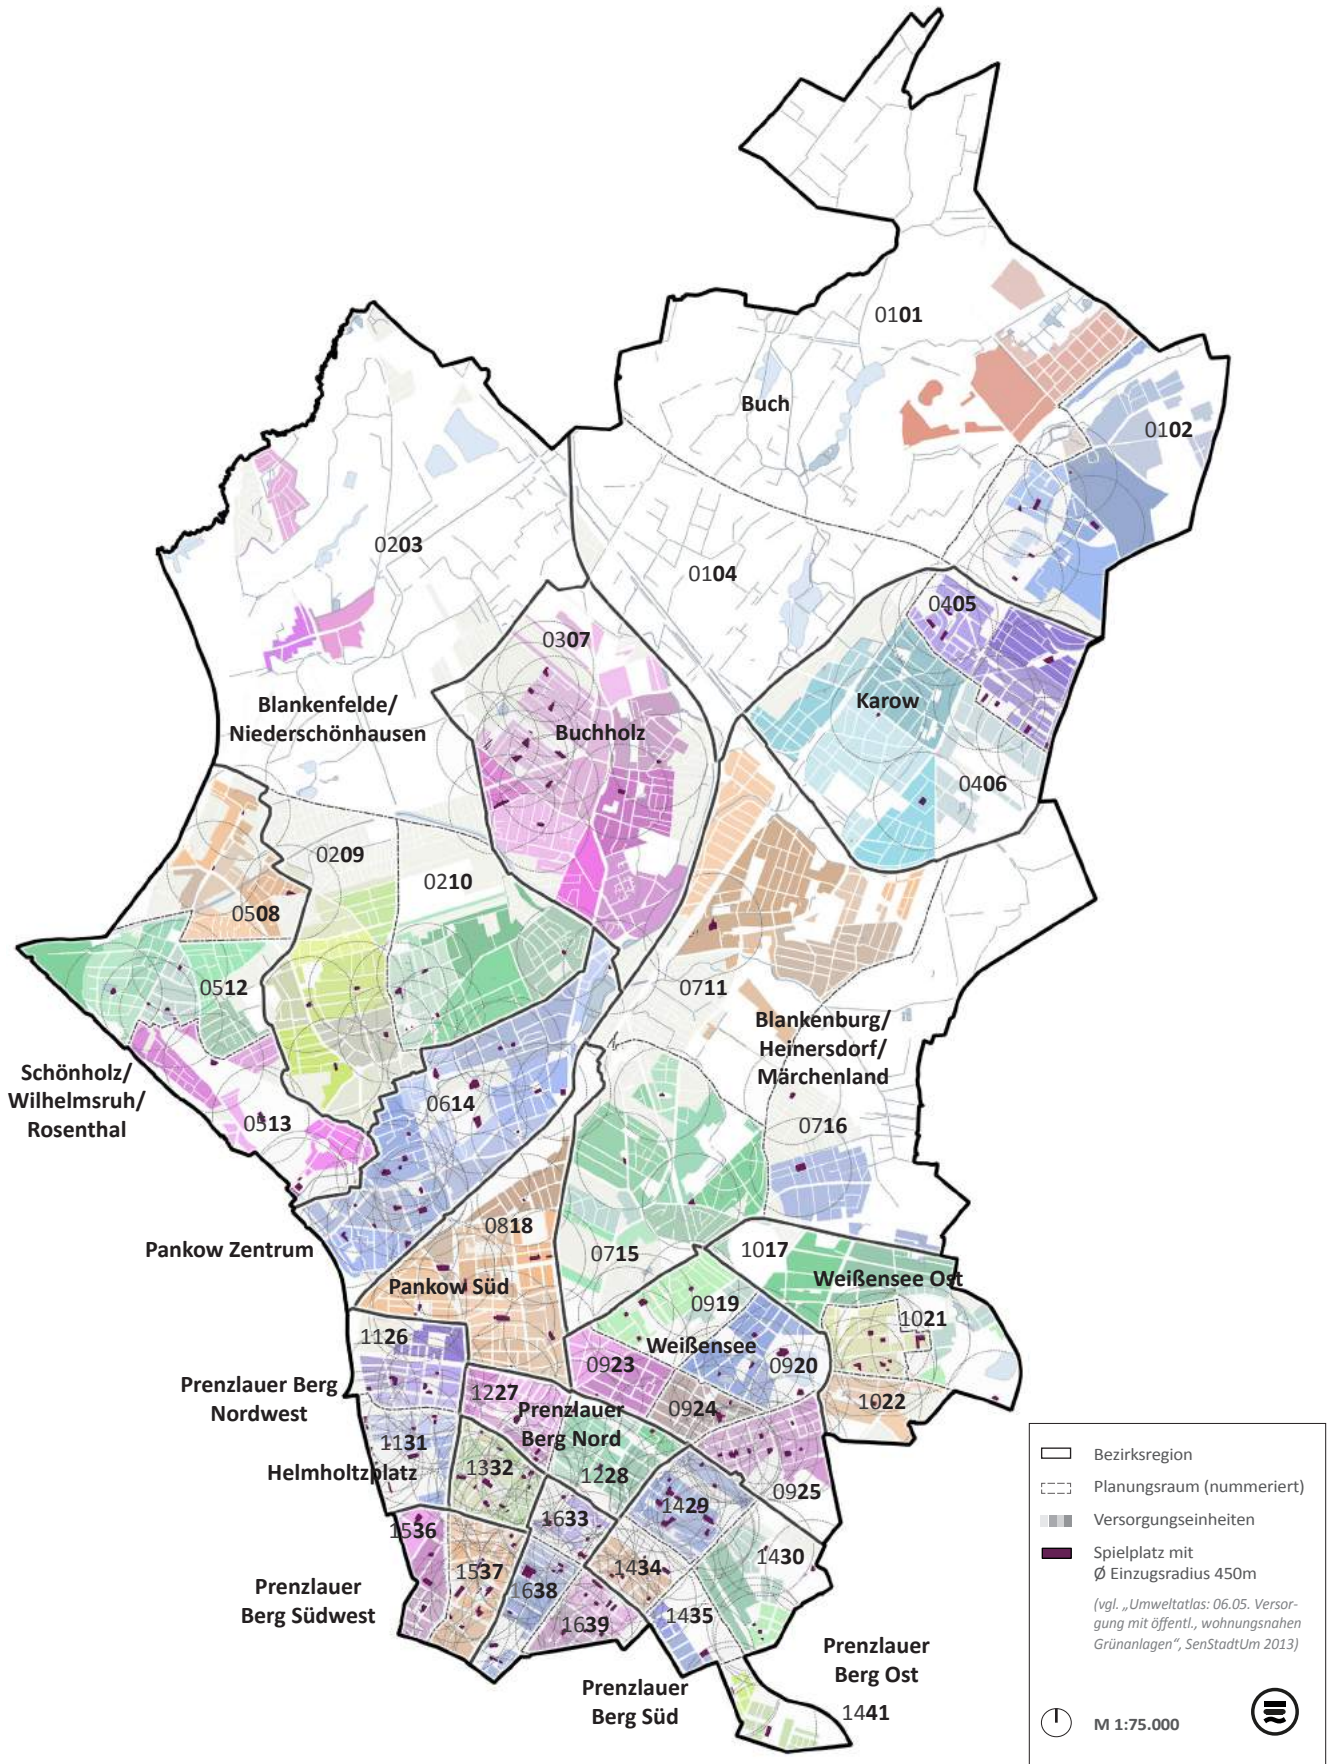 0101
Buch
0102
0203
0104
0405
0307
Karow
Blankenfelde/
Niederschönhausen
Buchholz
0406
0209
0210
0508
0512
0711
Blankenburg/
Heinersdorf/
Märchenland
Schönholz/
Wilhelmsruh/
Rosenthal
0513
0614
0716
0818
Pankow Zentrum
0715
1017
Weißensee Ost
Pankow Süd
0919
1021
1126
Weißensee
0923
0920
Prenzlauer Berg
Nordwest
1227
Prenzlauer
Berg Nord
0924
1022
1131
Helmholtzplatz
1332
1228
0925
1429
1633
1536
1430
1537
1434
1638
Prenzlauer
Berg Südwest
1639
1435
Prenzlauer
Berg Ost
Prenzlauer
Berg Süd
1441
Bezirksregion
Planungsraum (nummeriert)
Versorgungseinheiten
Spielplatz mit
Ø Einzugsradius 450m
(vgl. „Umweltatlas: 06.05. Versor-
gung mit öffentl., wohnungsnahen
Grünanlagen“, SenStadtUm 2013)
M 1:75.000